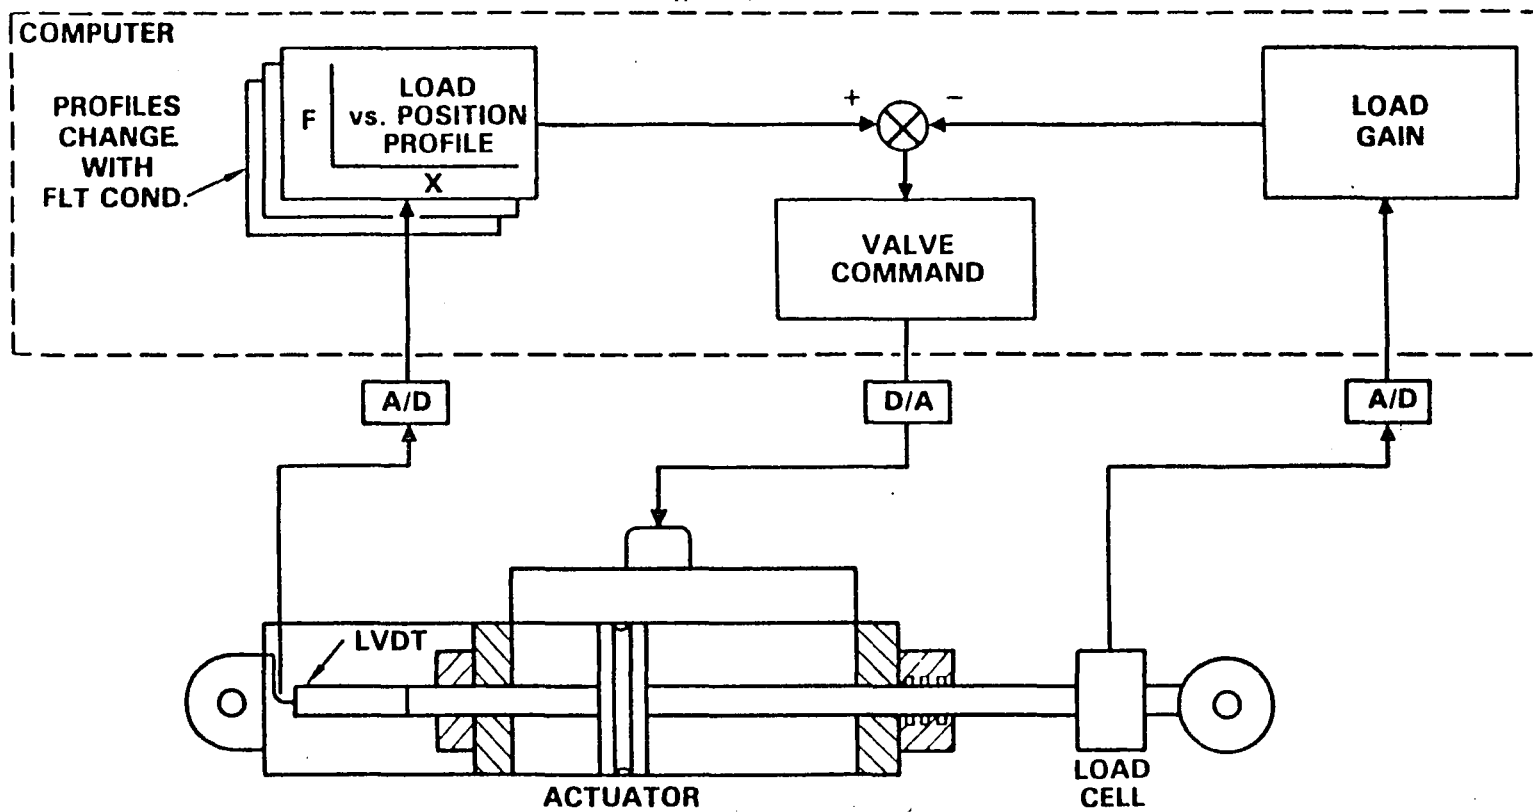 COMPUTER
PROFILES
CHANGE
WITH
FLT COND.
F
LOAD
vs. POSITION
PROFILE
X
+
−
LOAD
GAIN
VALVE
COMMAND
A/D
D/A
A/D
LVDT
ACTUATOR
LOAD
CELL